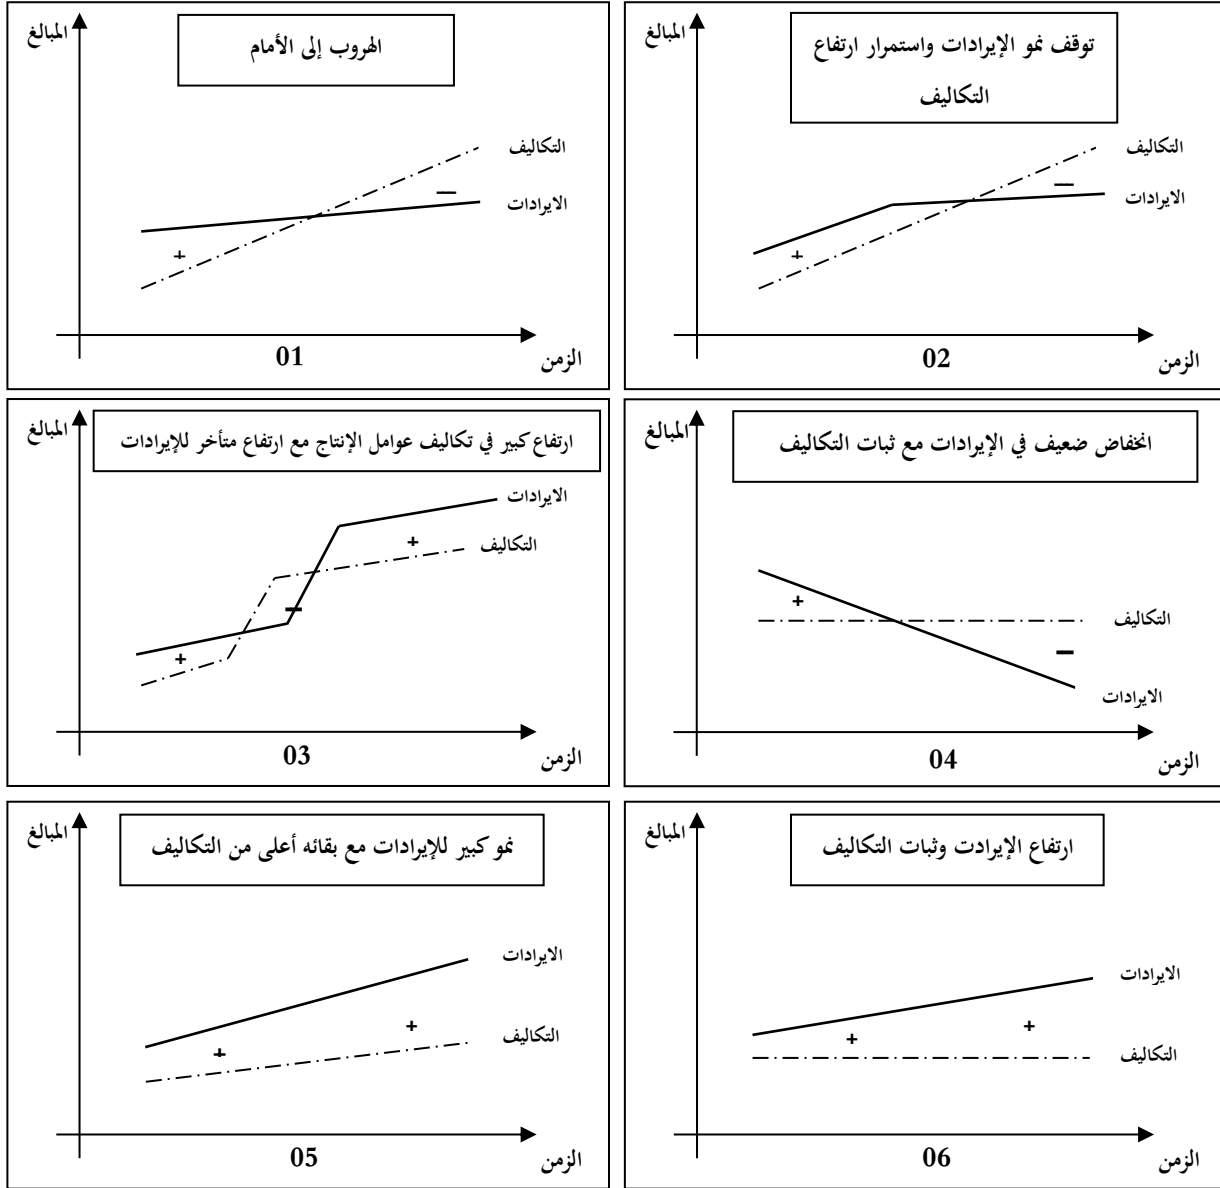 المبالغ
الهروب إلى الأمام
التكاليف
الايرادات
+
—
01
الزمن
المبالغ
توقف نمو الإيرادات واستمرار ارتفاع
التكاليف
التكاليف
الايرادات
+
—
02
الزمن
المبالغ
ارتفاع كبير في تكاليف عوامل الإنتاج مع ارتفاع متأخر للإيرادات
الايرادات
التكاليف
+
+
—
03
الزمن
المبالغ
انخفاض ضعيف في الإيرادات مع ثبات التكاليف
+
التكاليف
—
الايرادات
04
الزمن
المبالغ
نمو كبير للإيرادات مع بقائه أعلى من التكاليف
الايرادات
+
+
التكاليف
05
الزمن
المبالغ
ارتفاع الإيردات وثبات التكاليف
الايرادات
+
+
التكاليف
06
الزمن